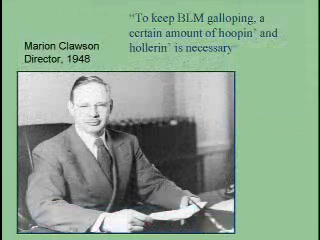 "To keep BLM galloping, a
certain amount of hoopin' and
hollerin' is necessary
Marion Clawson
Director, 1948